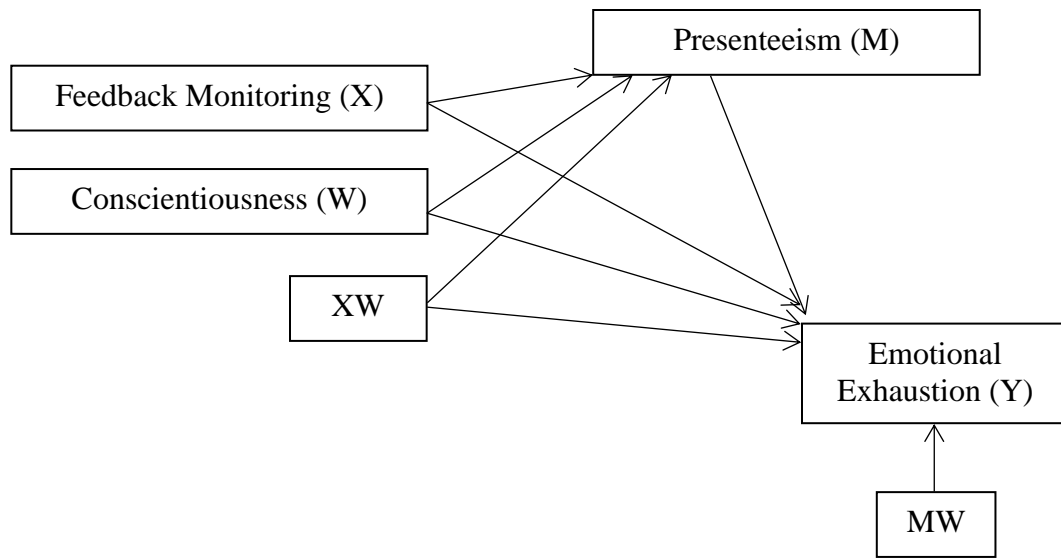 Presenteeism (M)
Feedback Monitoring (X)
Conscientiousness (W)
XW
Emotional
Exhaustion (Y)
MW